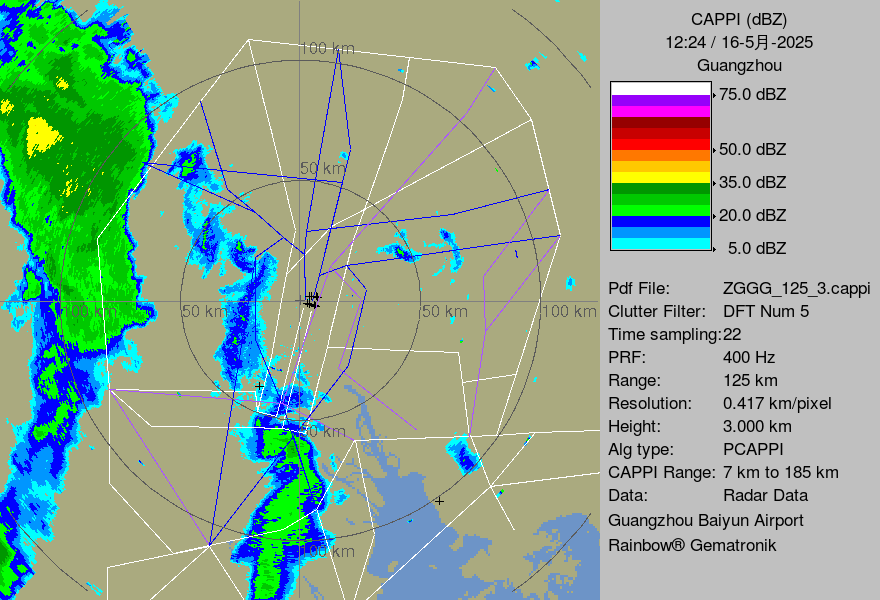 CAPPI (dBZ)
12:24 / 16-5月-2025
Guangzhou
75.0 dBZ
50.0 dBZ
35.0 dBZ
20.0 dBZ
5.0 dBZ
Pdf File: ZGGG_125_3.cappi
Clutter Filter: DFT Num 5
Time sampling:22
PRF: 400 Hz
Range: 125 km
Resolution: 0.417 km/pixel
Height: 3.000 km
Alg type: PCAPPI
CAPPI Range: 7 km to 185 km
Data: Radar Data
Guangzhou Baiyun Airport
Rainbow® Gematronik
100 km
50 km
100 km 50 km 50 km 100 km
50 km
100 km